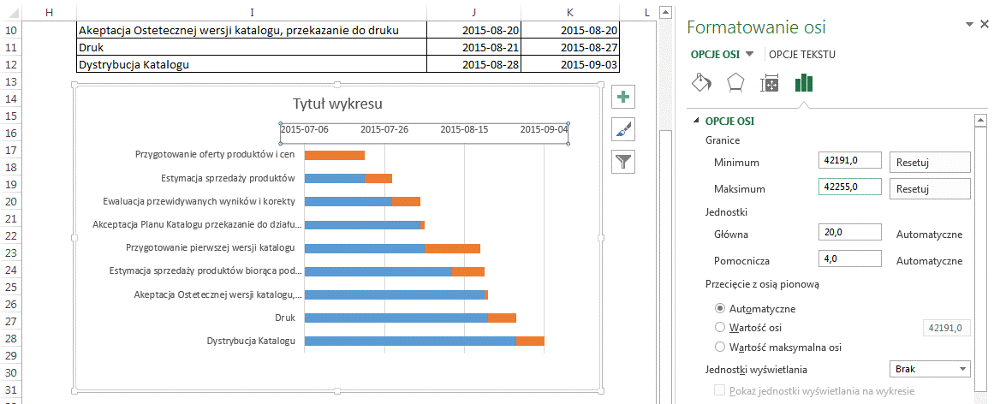 H I J K L
10 Akeptacja Ostetecznej wersji katalogu, przekazanie do druku 2015-08-20 2015-08-20
11 Druk 2015-08-21 2015-08-27
12 Dystrybucja Katalogu 2015-08-28 2015-09-03
13
14
15
16
17
18
19
20
21
22
23
24
25
26
27
28
29
30
31
Tytuł wykresu
2015-07-06 2015-07-26 2015-08-15 2015-09-04
Przygotowanie oferty produktów i cen
Estymacja sprzedaży produktów
Ewaluacja przewidywanych wyników i korekty
Akceptacja Planu Katalogu przekazanie do działu...
Przygotowanie pierwszej wersji katalogu
Estymacja sprzedaży produktów biorąca pod...
Akeptacja Ostetecznej wersji katalogu,...
Druk
Dystrybucja Katalogu
Formatowanie osi
OPCJE OSI OPCJE TEKSTU
OPCJE OSI
Granice
Minimum 42191,0 Resetuj
Maksimum 42255,0 Resetuj
Jednostki
Główna 20,0 Automatyczne
Pomocnicza 4,0 Automatyczne
Przecięcie z osią pionową
Automatyczne
Wartość osi 42191,0
Wartość maksymalna osi
Jednostki wyświetlania Brak
Pokaż jednostki wyświetlania na wykresie